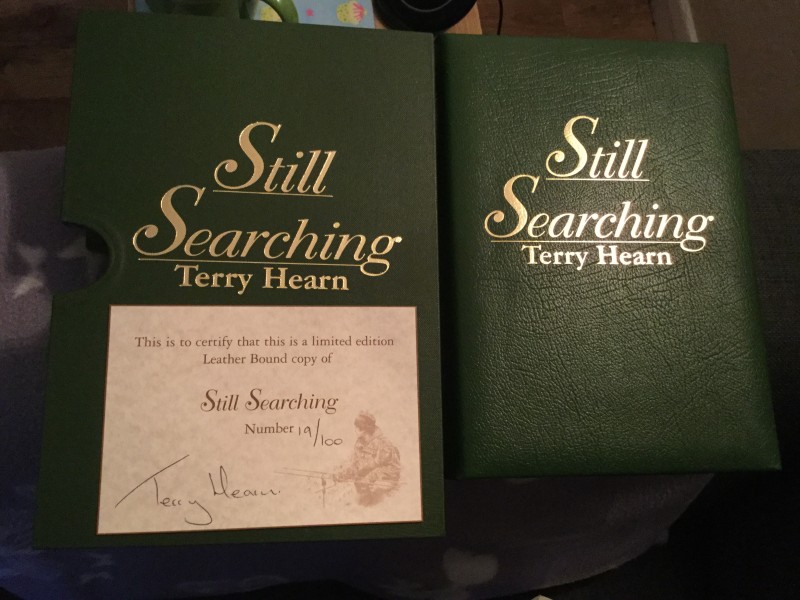 Still
Searching
Terry Hearn
This is to certify that this is a limited edition
Leather Bound copy of
Still Searching
Number 19/100
Terry Hearn.
Still
Searching
Terry Hearn